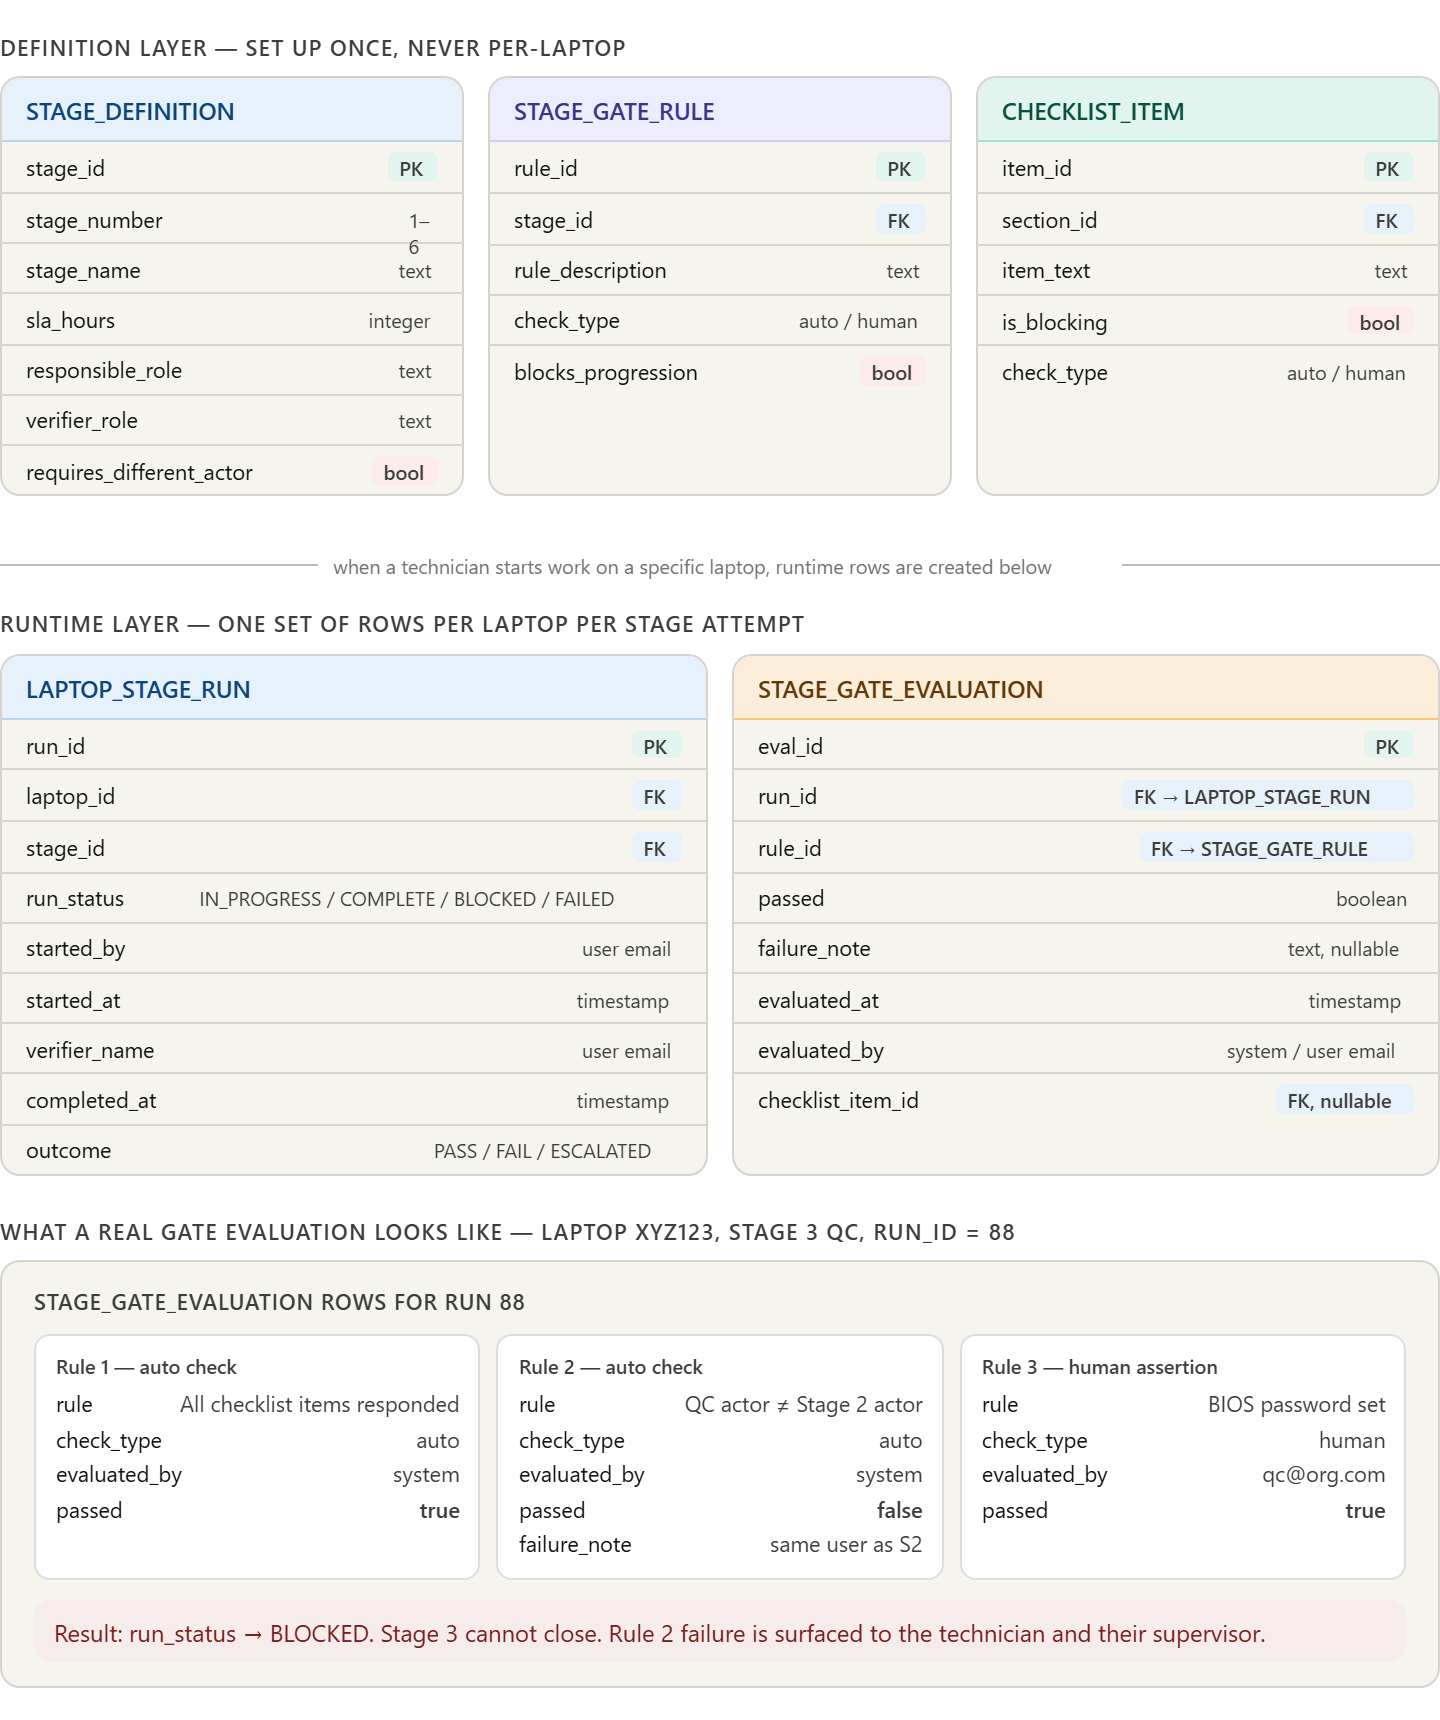 DEFINITION LAYER — SET UP ONCE, NEVER PER-LAPTOP
STAGE_DEFINITION
stage_id PK
stage_number 1–
6
stage_name text
sla_hours integer
responsible_role text
verifier_role text
requires_different_actor bool
STAGE_GATE_RULE
rule_id PK
stage_id FK
rule_description text
check_type auto / human
blocks_progression bool
CHECKLIST_ITEM
item_id PK
section_id FK
item_text text
is_blocking bool
check_type auto / human
when a technician starts work on a specific laptop, runtime rows are created below
RUNTIME LAYER — ONE SET OF ROWS PER LAPTOP PER STAGE ATTEMPT
LAPTOP_STAGE_RUN
run_id PK
laptop_id FK
stage_id FK
run_status IN_PROGRESS / COMPLETE / BLOCKED / FAILED
started_by user email
started_at timestamp
verifier_name user email
completed_at timestamp
outcome PASS / FAIL / ESCALATED
STAGE_GATE_EVALUATION
eval_id PK
run_id FK → LAPTOP_STAGE_RUN
rule_id FK → STAGE_GATE_RULE
passed boolean
failure_note text, nullable
evaluated_at timestamp
evaluated_by system / user email
checklist_item_id FK, nullable
WHAT A REAL GATE EVALUATION LOOKS LIKE — LAPTOP XYZ123, STAGE 3 QC, RUN_ID = 88
STAGE_GATE_EVALUATION ROWS FOR RUN 88
Rule 1 — auto check
rule All checklist items responded
check_type auto
evaluated_by system
passed true
Rule 2 — auto check
rule QC actor ≠ Stage 2 actor
check_type auto
evaluated_by system
passed false
failure_note same user as S2
Rule 3 — human assertion
rule BIOS password set
check_type human
evaluated_by qc@org.com
passed true
Result: run_status → BLOCKED. Stage 3 cannot close. Rule 2 failure is surfaced to the technician and their supervisor.